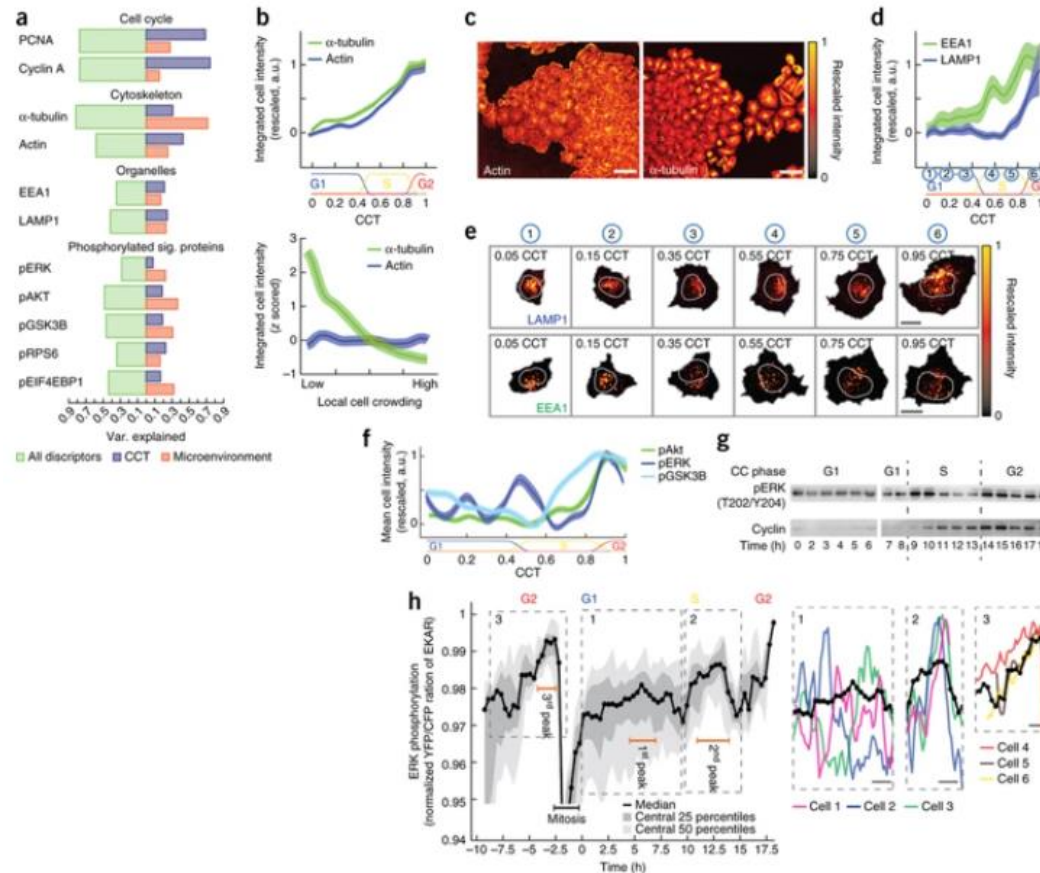 a
Cell cycle
PCNA
Cyclin A
Cytoskeleton
α-tubulin
Actin
Organelles
EEA1
LAMP1
Phosphorylated sig. proteins
pERK
pAKT
pGSK3B
pRPS6
pEIF4EBP1
0.9 0.7 0.5 0.3 0.1 0.1 0.3 0.5 0.7 0.9
Var. explained
All discriptors CCT Microenvironment
b
Integrated cell intensity
(rescaled, a.u.)
α-tubulin
Actin
1
0
G1 S G2
0 0.2 0.4 0.6 0.8 1
CCT
Integrated cell intensity
(z scored)
α-tubulin
Actin
3
2
1
0
−1
Low High
Local cell crowding
c
Actin
α-tubulin
1
0
Rescaled intensity
d
EEA1
LAMP1
Integrated cell intensity
(rescaled, a.u.)
1
0
1 2 3 4 5 6
G1 S G
0 0.2 0.4 0.6 0.8 1
CCT
e
1 2 3 4 5 6
0.05 CCT 0.15 CCT 0.35 CCT 0.55 CCT 0.75 CCT 0.95 CCT
LAMP1
0.05 CCT 0.15 CCT 0.35 CCT 0.55 CCT 0.75 CCT 0.95 CCT
EEA1
1
0
Rescaled intensity
f
Mean cell intensity
(rescaled, a.u.)
pAkt
pERK
pGSK3B
1
0
G1 S G2
0 0.2 0.4 0.6 0.8 1
CCT
g
CC phase G1 G1 S G2
pERK
(T202/Y204)
Cyclin
Time (h) 0 2 3 4 5 6 7 8 9 10 11 12 13 14 15 16 17
h
G2 G1 S G2
ERK phosphorylation
(normalized YFP/CFP ration of EKAR)
1
0.99
0.98
0.97
0.96
0.95
0.94
3 1 2
3rd peak
1st peak
2nd peak
Mitosis
Median
Central 25 percentiles
Central 50 percentiles
−10 −7.5 −5 −2.5 0 2.5 5 7.5 10 12.5 15 17.5
Time (h)
1 2 3
Cell 4
Cell 5
Cell 6
Cell 1 Cell 2 Cell 3